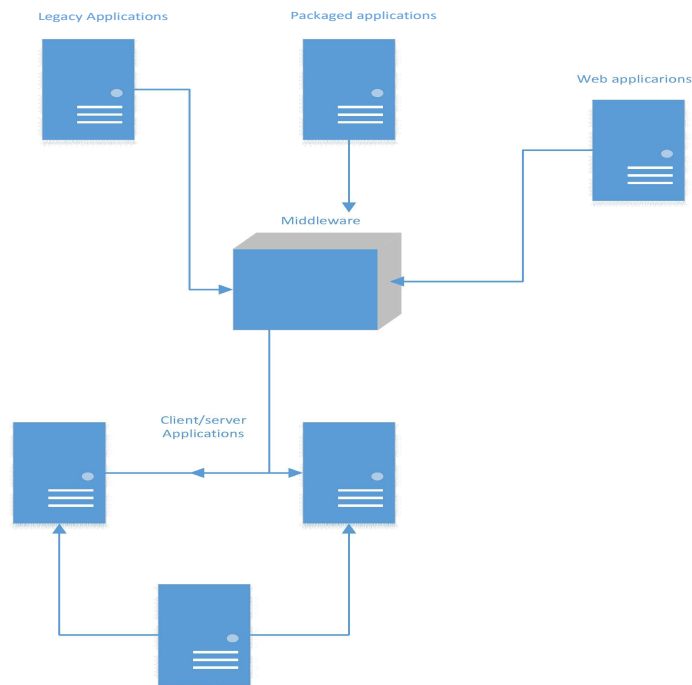 Legacy Applications
Packaged applications
Web applicarions
Middleware
Client/server
Applications